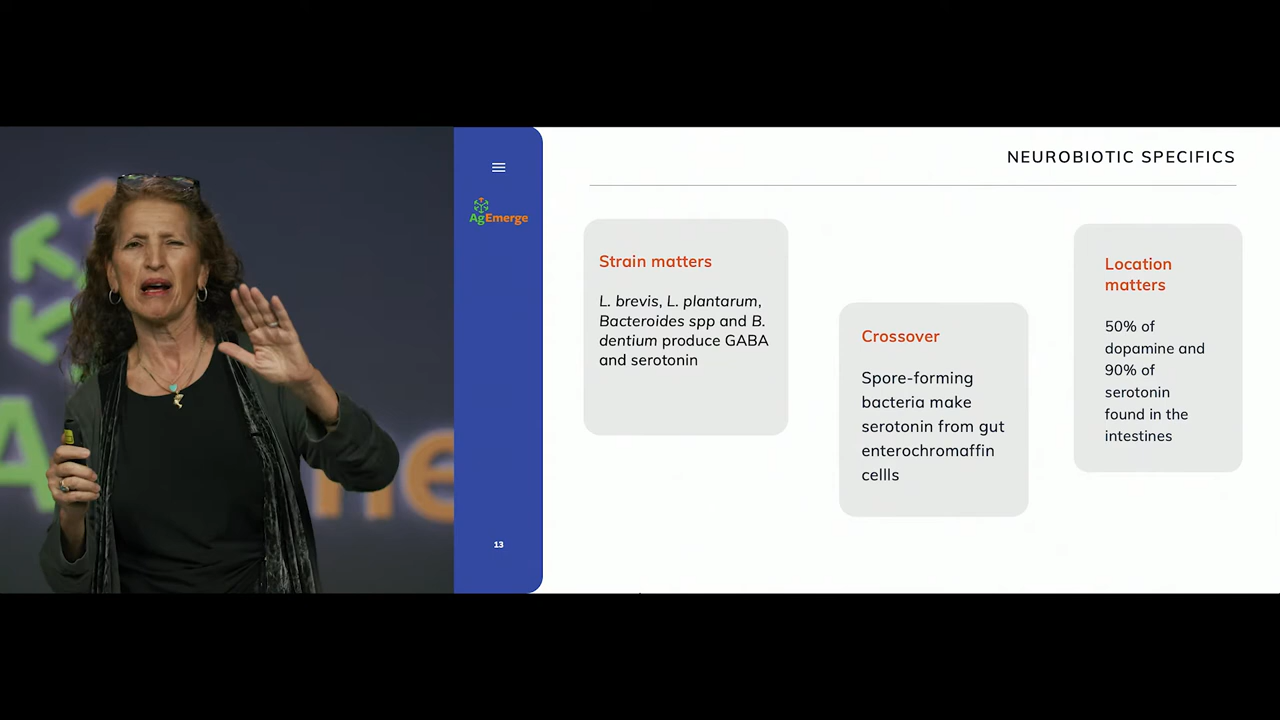 NEUROBIOTIC SPECIFICS
AgEmerge
Strain matters
L. brevis, L. plantarum,
Bacteroides spp and B.
dentium produce GABA
and serotonin
Crossover
Spore-forming
bacteria make
serotonin from gut
enterochromaffin
cellls
Location
matters
50% of
dopamine and
90% of
serotonin
found in the
intestines
13